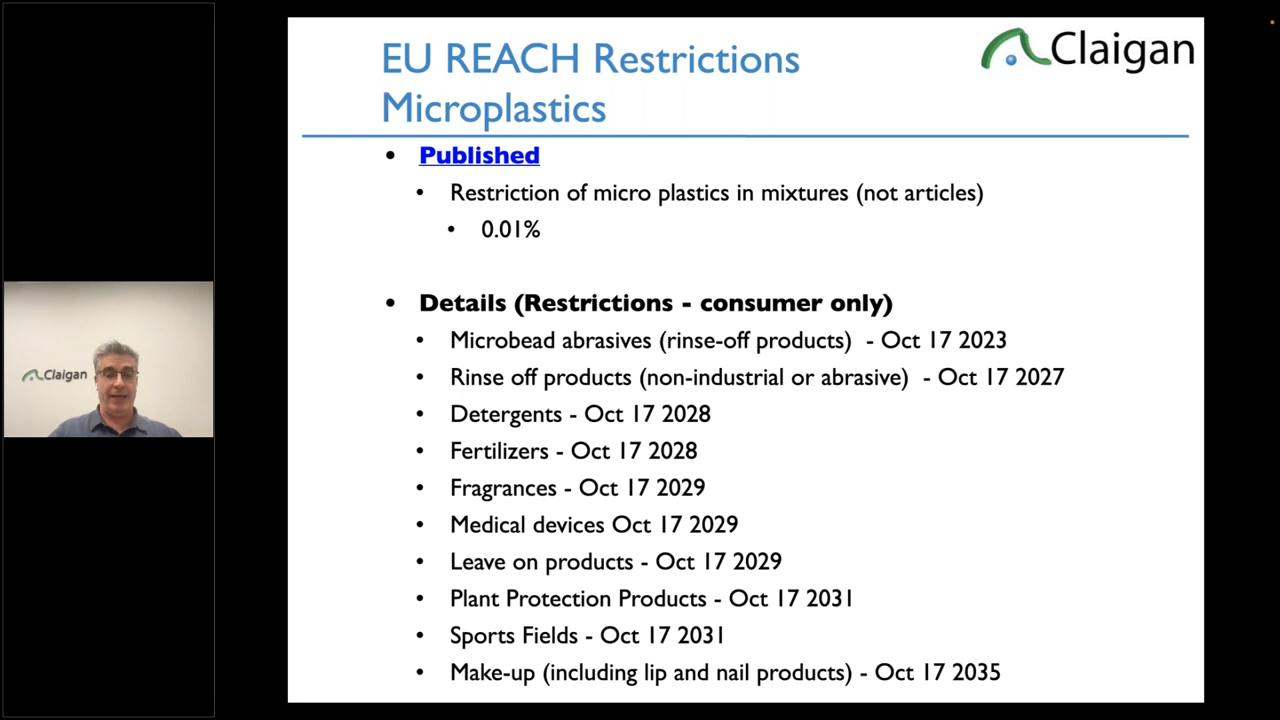 EU REACH Restrictions
Microplastics
Claigan
• Published
• Restriction of micro plastics in mixtures (not articles)
• 0.01%
• Details (Restrictions - consumer only)
• Microbead abrasives (rinse-off products) - Oct 17 2023
• Rinse off products (non-industrial or abrasive) - Oct 17 2027
• Detergents - Oct 17 2028
• Fertilizers - Oct 17 2028
• Fragrances - Oct 17 2029
• Medical devices Oct 17 2029
• Leave on products - Oct 17 2029
• Plant Protection Products - Oct 17 2031
• Sports Fields - Oct 17 2031
• Make-up (including lip and nail products) - Oct 17 2035
Claigan